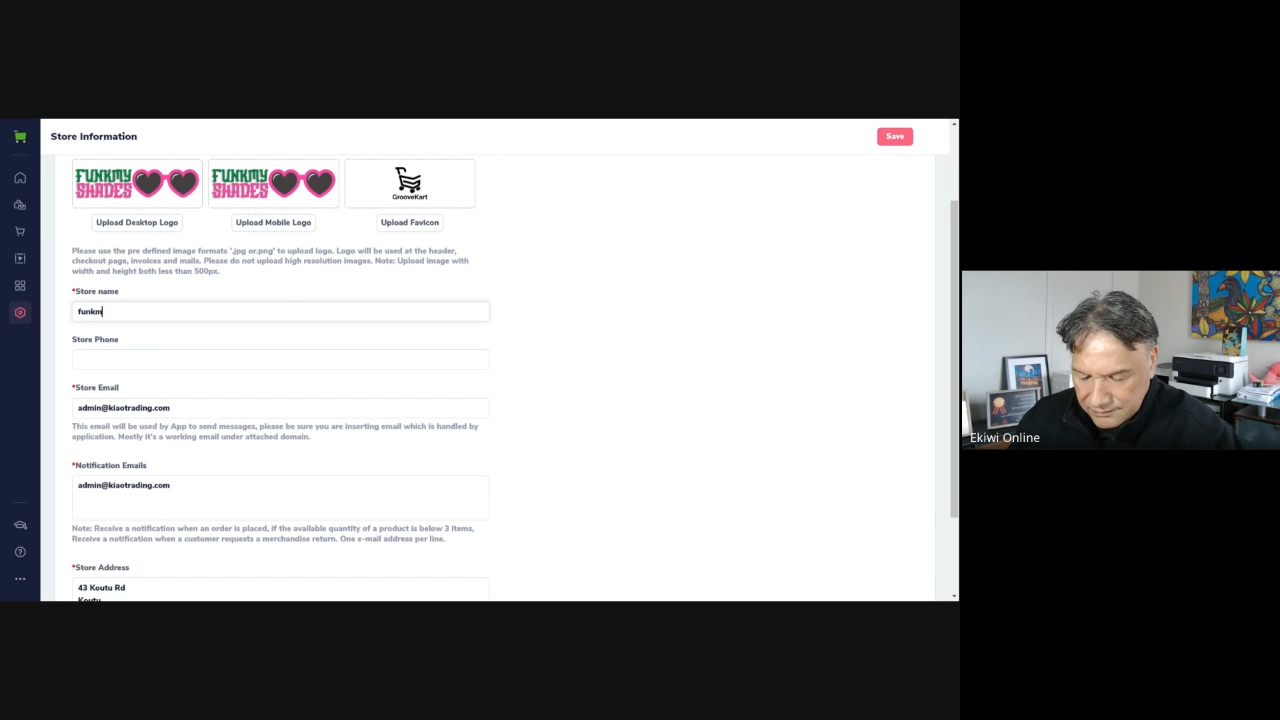 Store Information
Save
FUNKMY
SHADES
FUNKMY
SHADES
GrooveKart
Upload Desktop Logo
Upload Mobile Logo
Upload Favicon
Please use the pre defined image formats '.jpg or.png' to upload logo. Logo will be used at the header,
checkout page, invoices and mails. Please do not upload high resolution images. Note: Upload image with
width and height both less than 500px.
*Store name
funkm
Store Phone
*Store Email
admin@kiaotrading.com
This email will be used by App to send messages, please be sure you are inserting email which is handled by
application. Mostly it's a working email under attached domain.
*Notification Emails
admin@kiaotrading.com
Note: Receive a notification when an order is placed, if the available quantity of a product is below 3 items,
Receive a notification when a customer requests a merchandise return. One e-mail address per line.
*Store Address
43 Koutu Rd
Koutu
Ekiwi Online